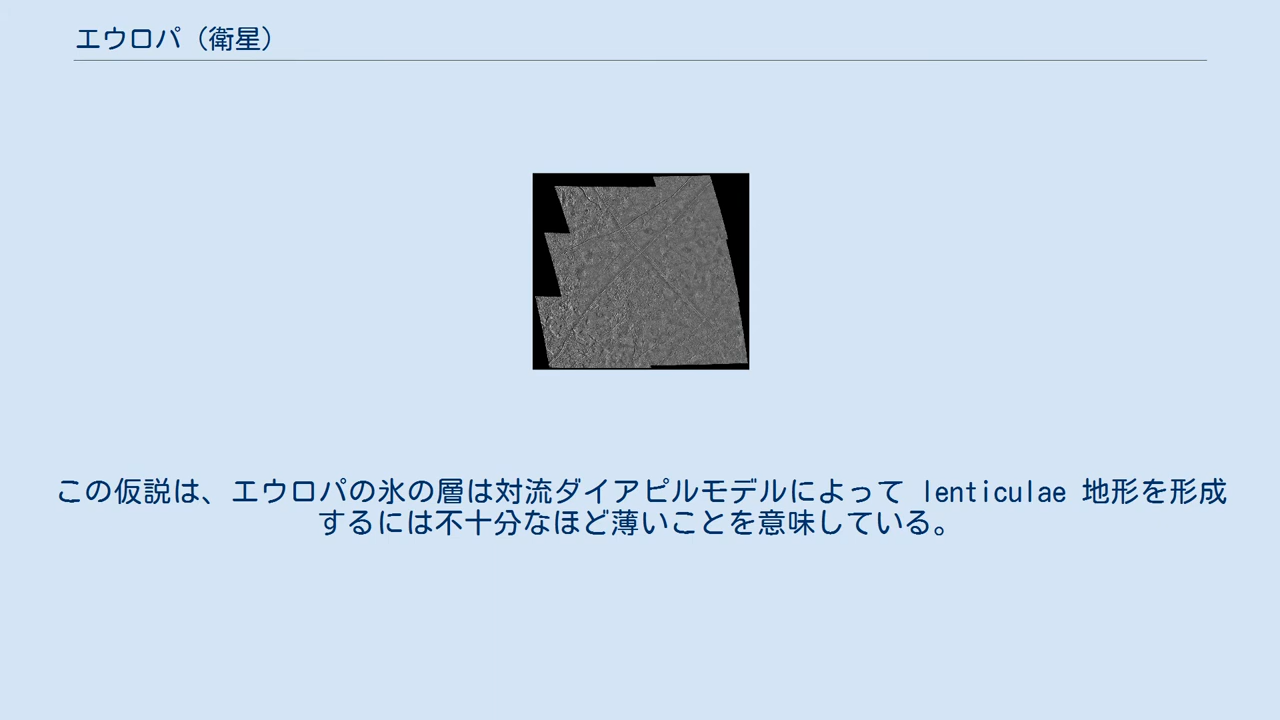 エウロパ（衛星）
この仮説は、エウロパの氷の層は対流ダイアピルモデルによって lenticulae 地形を形成
するには不十分なほど薄いことを意味している。